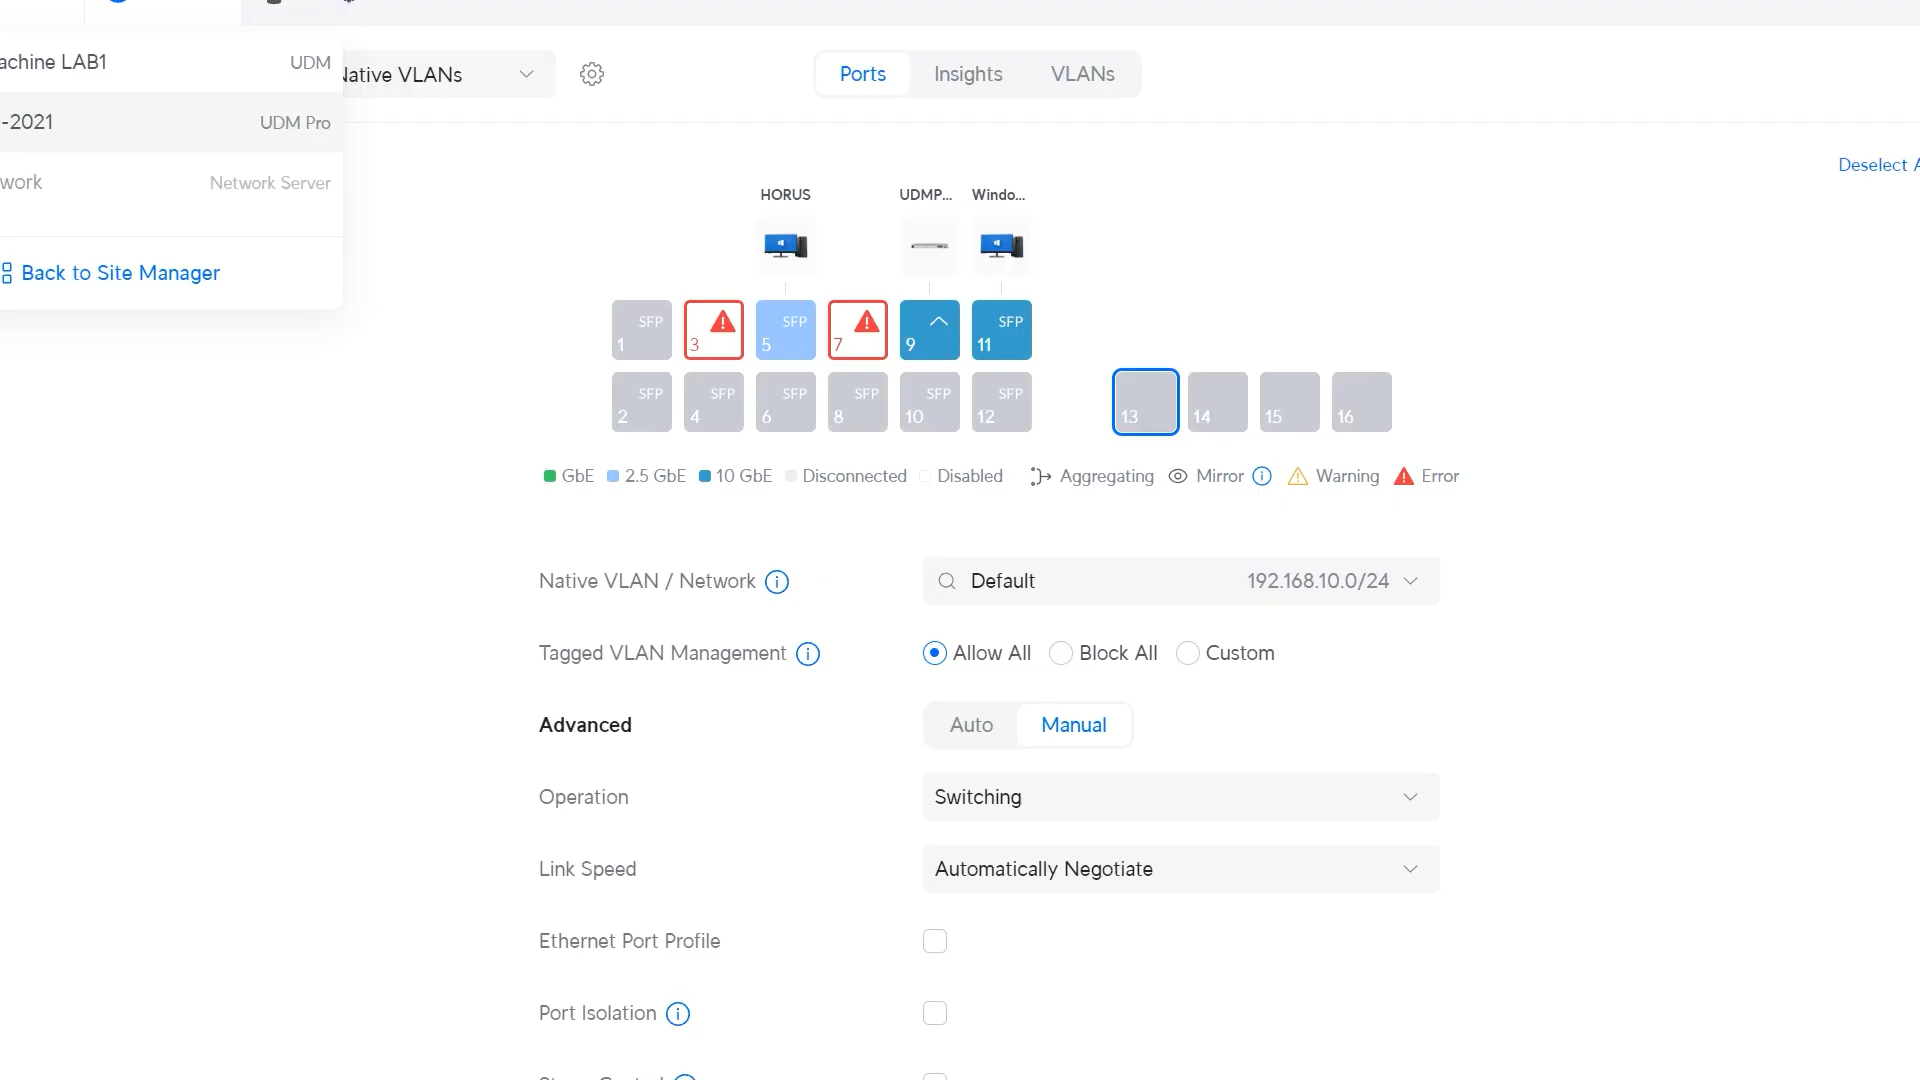 achine LAB1 UDM
-2021 UDM Pro
work Network Server
Back to Site Manager
Native VLANs
Ports Insights VLANs
Deselect A
HORUS UDMP... Windo...
SFP SFP SFP
1 3 5 7 9 11
SFP SFP SFP SFP SFP SFP
2 4 6 8 10 12 13 14 15 16
GbE 2.5 GbE 10 GbE Disconnected Disabled Aggregating Mirror Warning Error
Native VLAN / Network Default 192.168.10.0/24
Tagged VLAN Management Allow All Block All Custom
Advanced Auto Manual
Operation Switching
Link Speed Automatically Negotiate
Ethernet Port Profile
Port Isolation